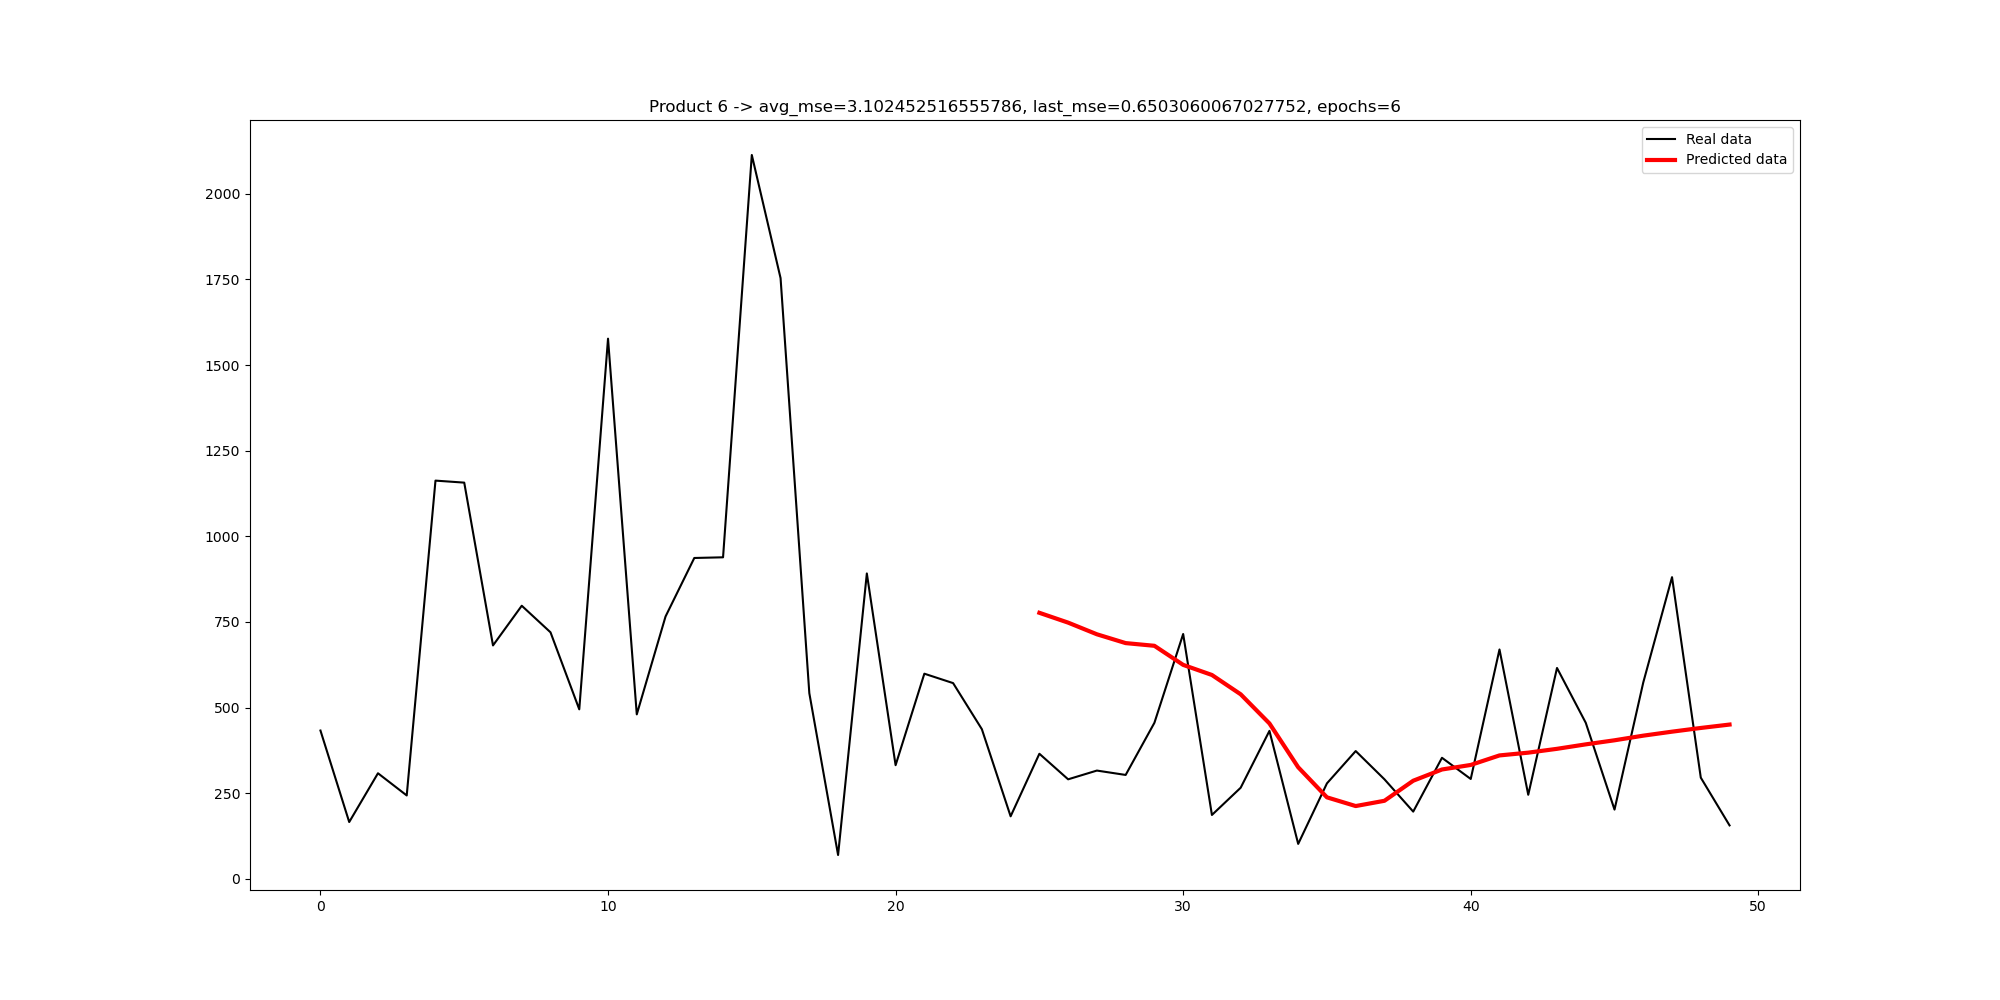 Product 6 -> avg_mse=3.102452516555786, last_mse=0.6503060067027752, epochs=6
Real data
Predicted data
2000
1750
1500
1250
1000
750
500
250
0
0 10 20 30 40 50